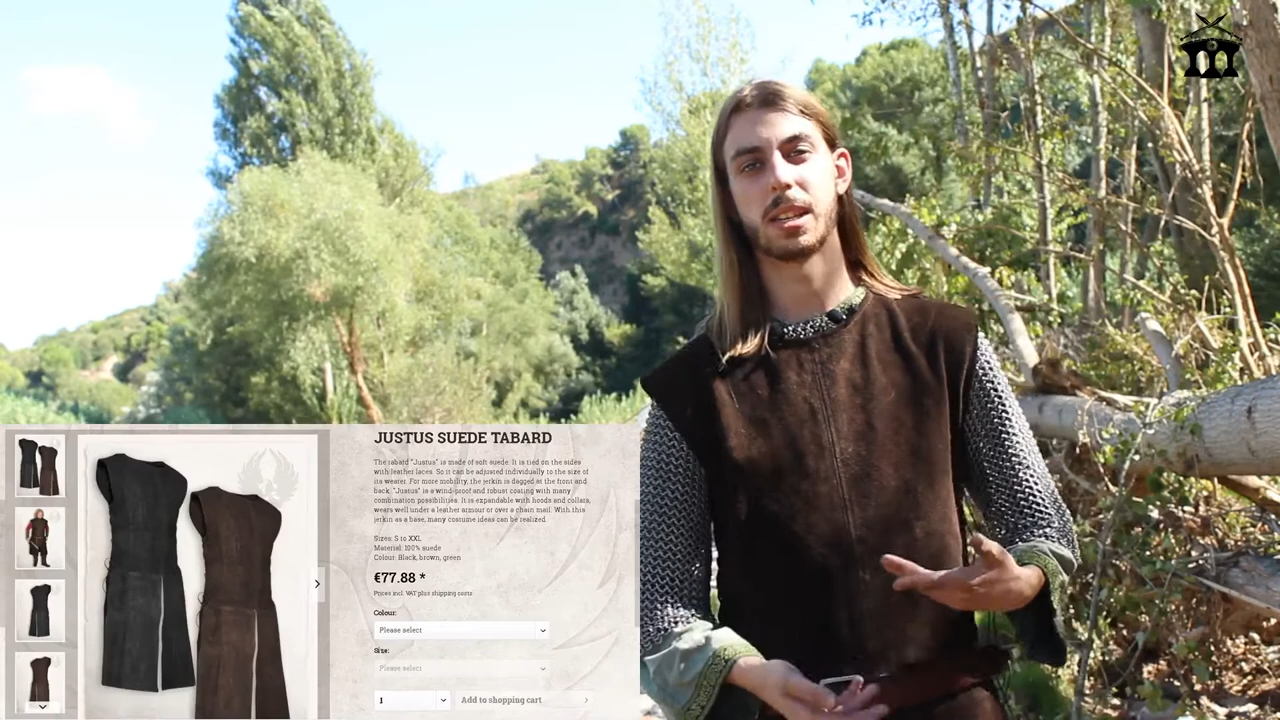 JUSTUS SUEDE TABARD
The tabard "Justus" is made of soft suede. It is tied on the sides
with leather laces. So it can be adjusted individually to the size of
its wearer. For more mobility, the jerkin is dagged at the front and
back. "Justus" is a wind-proof and robust coating with many
combination possibilities. It is expandable with hoods and collars,
wears well under a leather armour or over a chain mail. With this
jerkin as a base, many costume ideas can be realized.
Sizes: S to XXL
Material: 100% suede
Colour: Black, brown, green
€77.88 *
Prices incl. VAT plus shipping costs
Colour:
Please select
Size:
Please select
1
Add to shopping cart